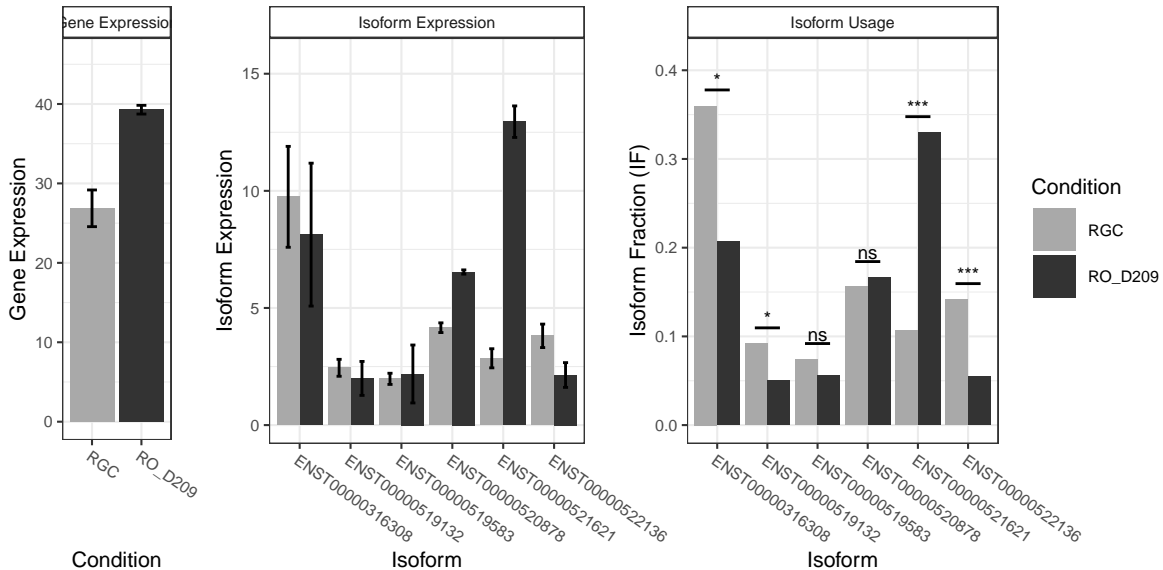 Gene Expression
Gene Expression
40
30
20
10
0
RGC
RO_D209
Condition
Isoform Expression
Isoform Expression
15
10
5
0
ENST00000316308
ENST00000519132
ENST00000519583
ENST00000520878
ENST00000521621
ENST00000522136
Isoform
Isoform Usage
Isoform Fraction (IF)
0.4
0.3
0.2
0.1
0.0
*
*
ns
ns
***
***
ENST00000316308
ENST00000519132
ENST00000519583
ENST00000520878
ENST00000521621
ENST00000522136
Isoform
Condition
RGC
RO_D209